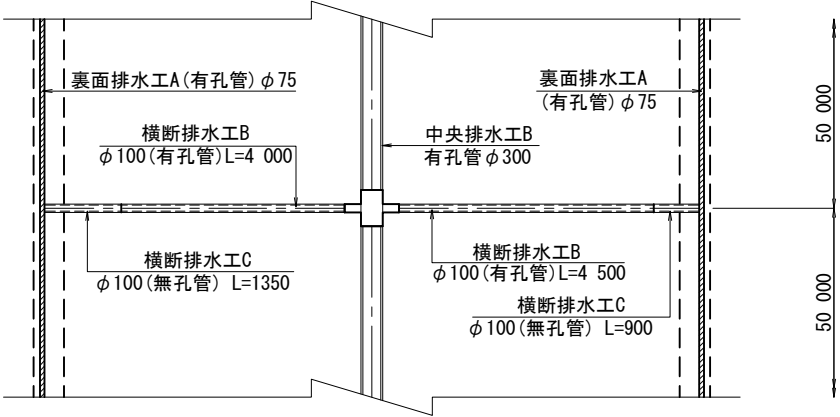 裏面排水工A(有孔管)φ75
裏面排水工A
(有孔管)φ75
横断排水工B
φ100(有孔管)L=4 000
中央排水工B
有孔管φ300
横断排水工C
φ100(無孔管) L=1350
横断排水工B
φ100(有孔管)L=4 500
横断排水工C
φ100(無孔管) L=900
50 000
50 000